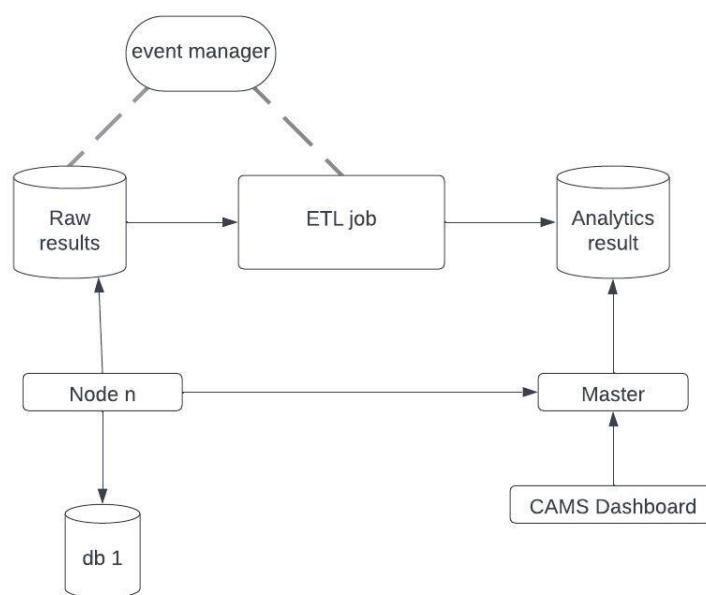 event manager
Raw
results
ETL job
Analytics
result
Node n
Master
CAMS Dashboard
db 1